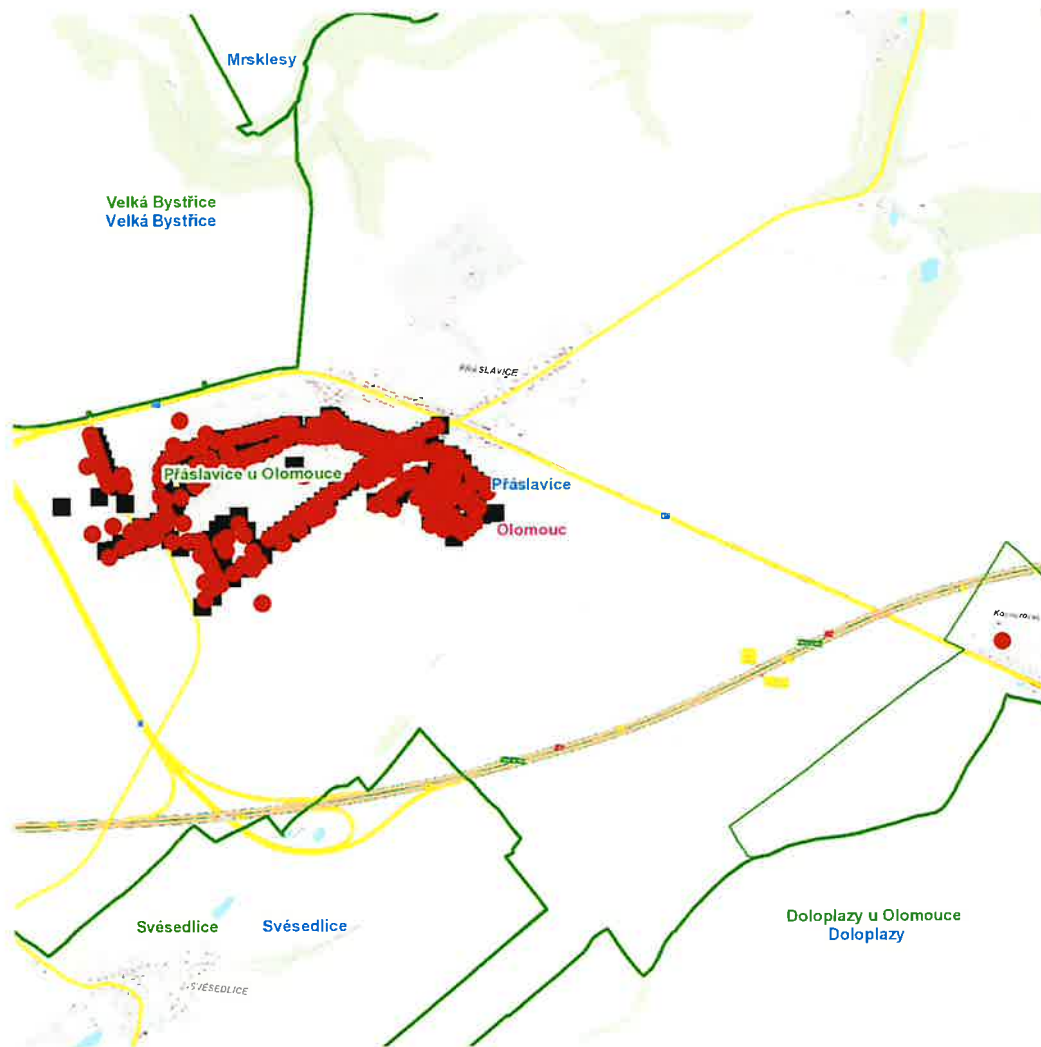 Mrsklesy
Velká Bystřice
Velká Bystřice
PŘÁSLAVICE
Přáslavice u Olomouce
Přáslavice
Olomouc
Svésedlice
Svésedlice
Doloplazy u Olomouce
Doloplazy
SVÉSEDLICE